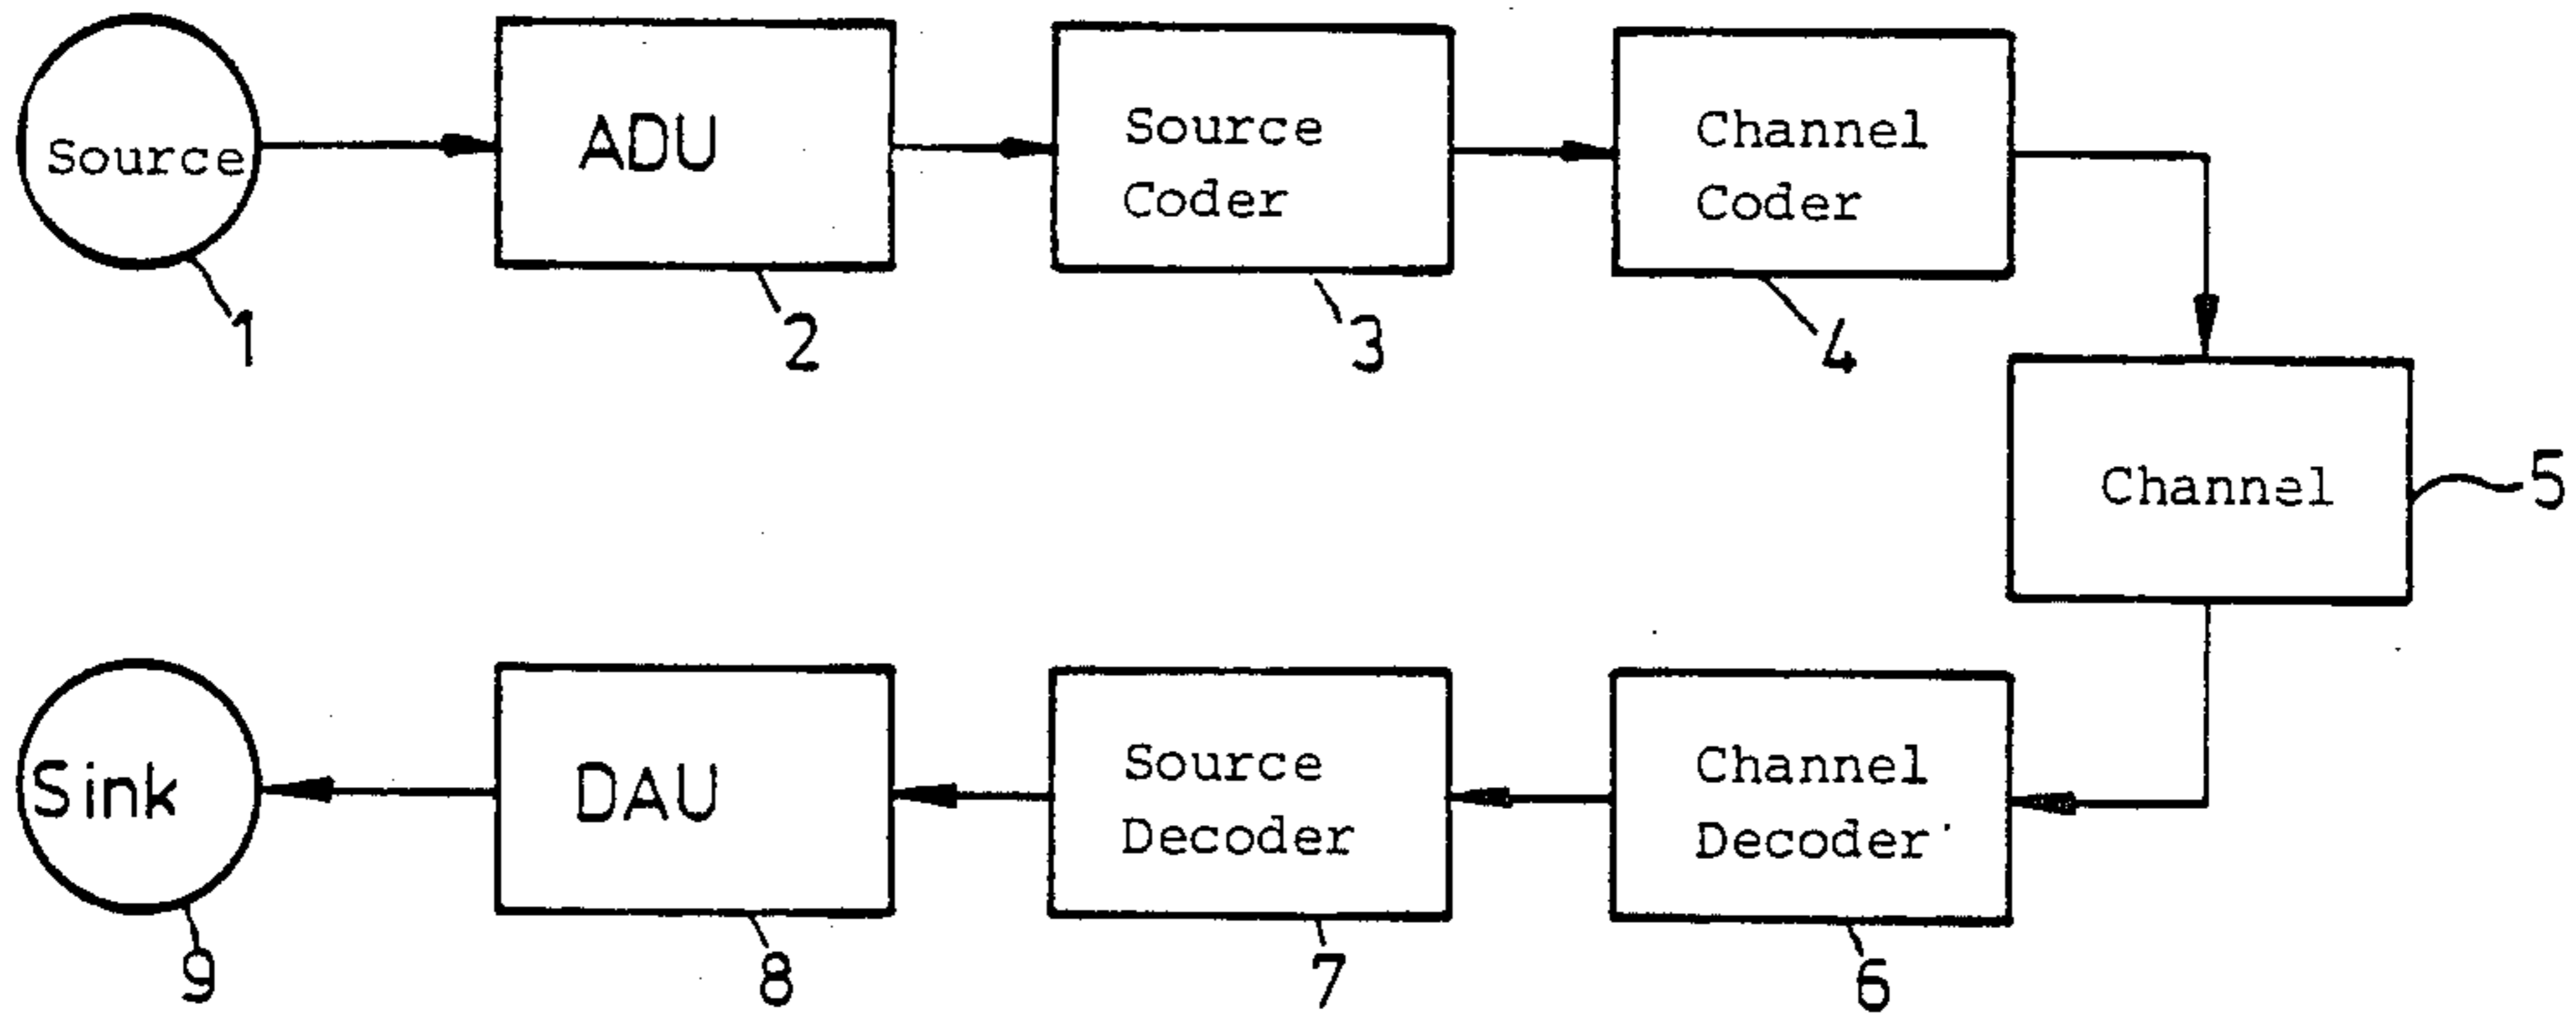 Source
ADU
Source
Coder
Channel
Coder
1
2
3
4
Channel
5
Sink
DAU
Source
Decoder
Channel
Decoder
9
8
7
6